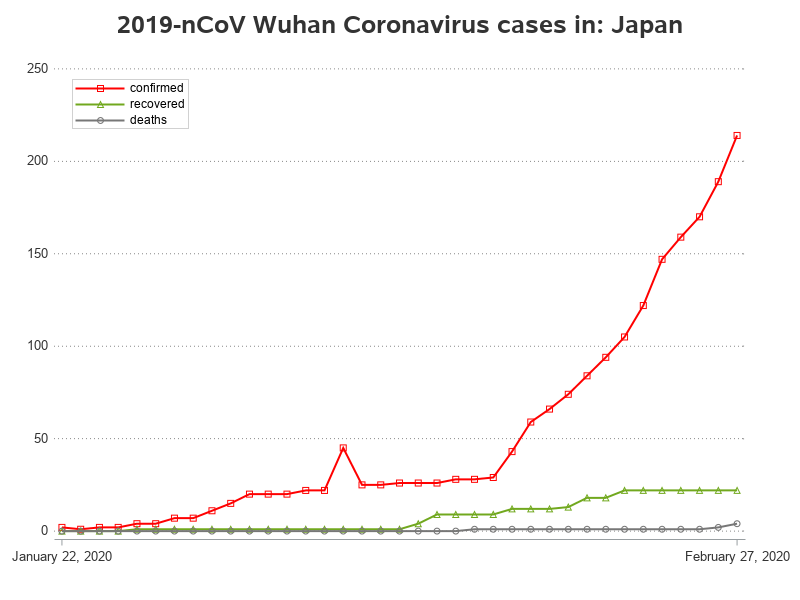 2019-nCoV Wuhan Coronavirus cases in: Japan
250
confirmed
recovered
deaths
200
150
100
50
0
January 22, 2020
February 27, 2020